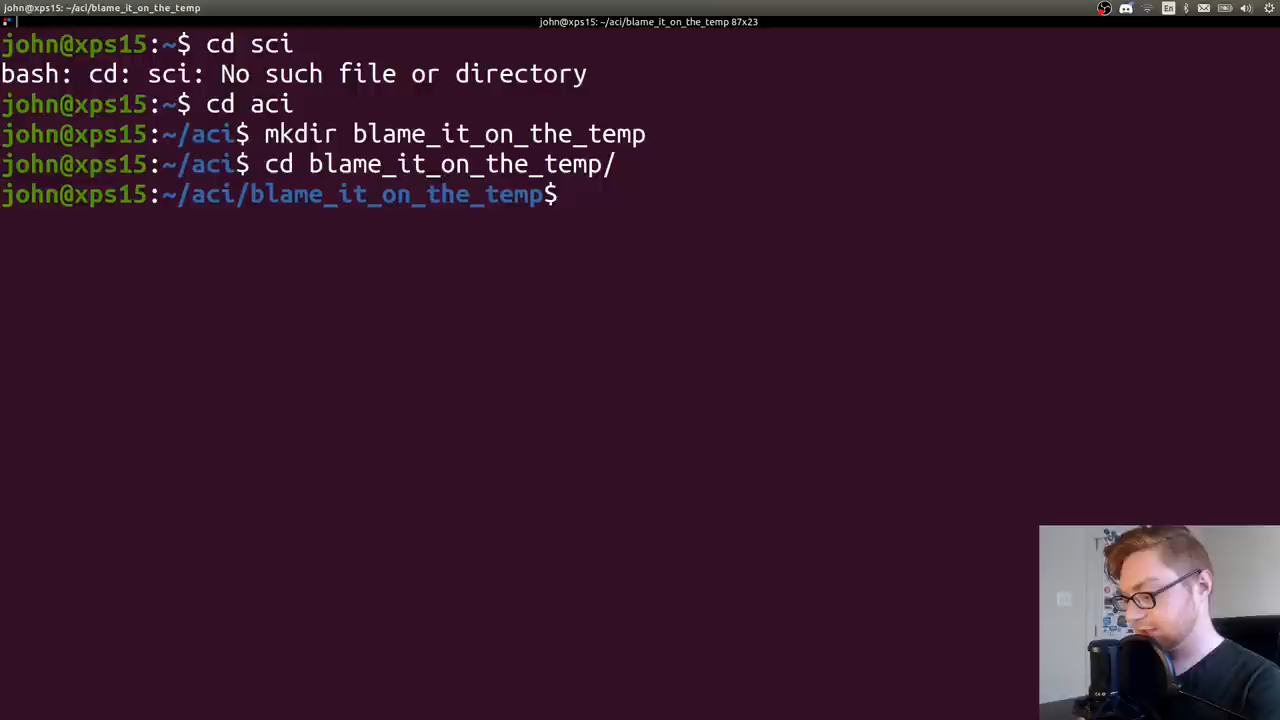 john@xps15: ~/aci/blame_it_on_the_temp
En
john@xps15: ~/aci/blame_it_on_the_temp 87x23
john@xps15:~$ cd sci
bash: cd: sci: No such file or directory
john@xps15:~$ cd aci
john@xps15:~/aci$ mkdir blame_it_on_the_temp
john@xps15:~/aci$ cd blame_it_on_the_temp/
john@xps15:~/aci/blame_it_on_the_temp$